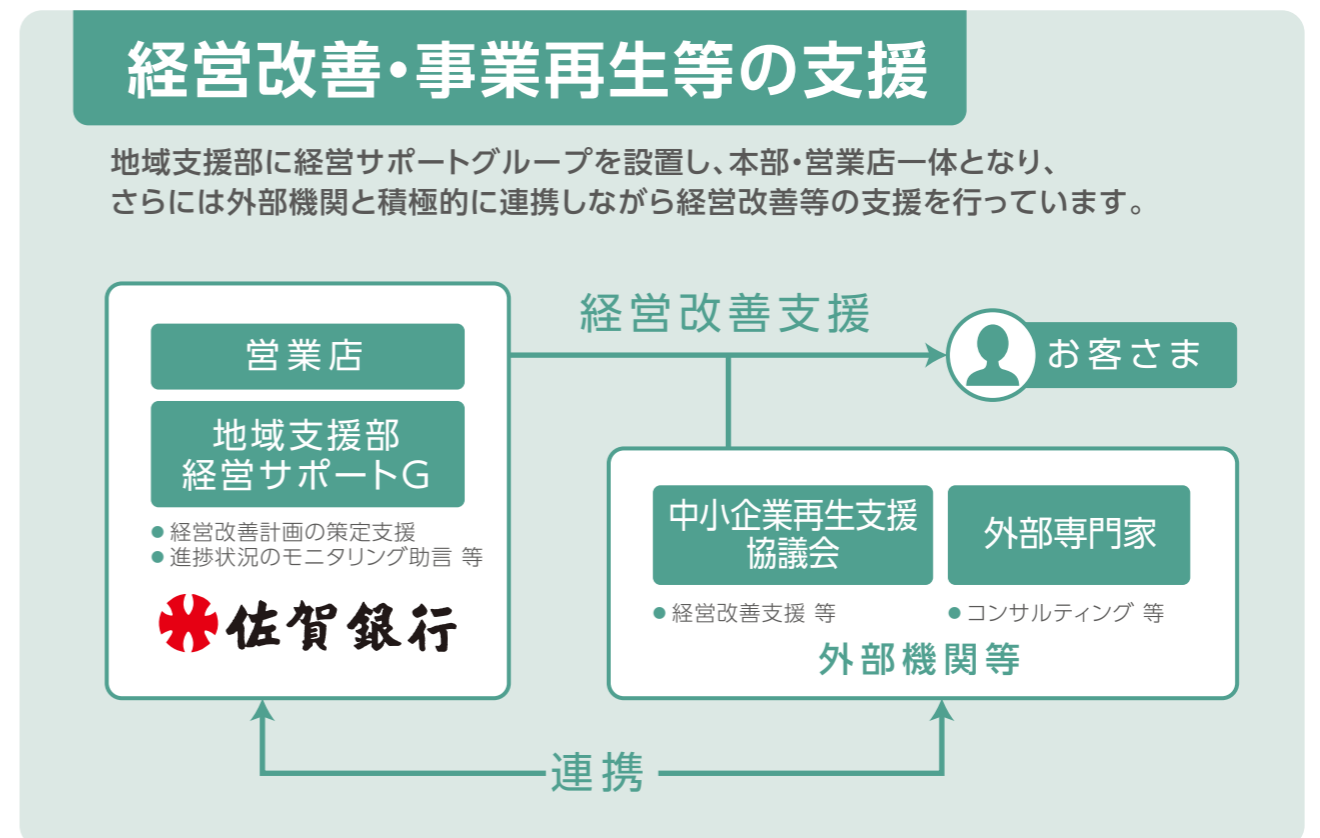 経営改善・事業再生等の支援
地域支援部に経営サポートグループを設置し、本部・営業店一体となり、
さらには外部機関と積極的に連携しながら経営改善等の支援を行っています。
経営改善支援
営業店
お客さま
地域支援部
経営サポートG
● 経営改善計画の策定支援
● 進捗状況のモニタリング助言 等
佐賀銀行
中小企業再生支援
協議会
● 経営改善支援 等
外部専門家
● コンサルティング 等
外部機関等
連携